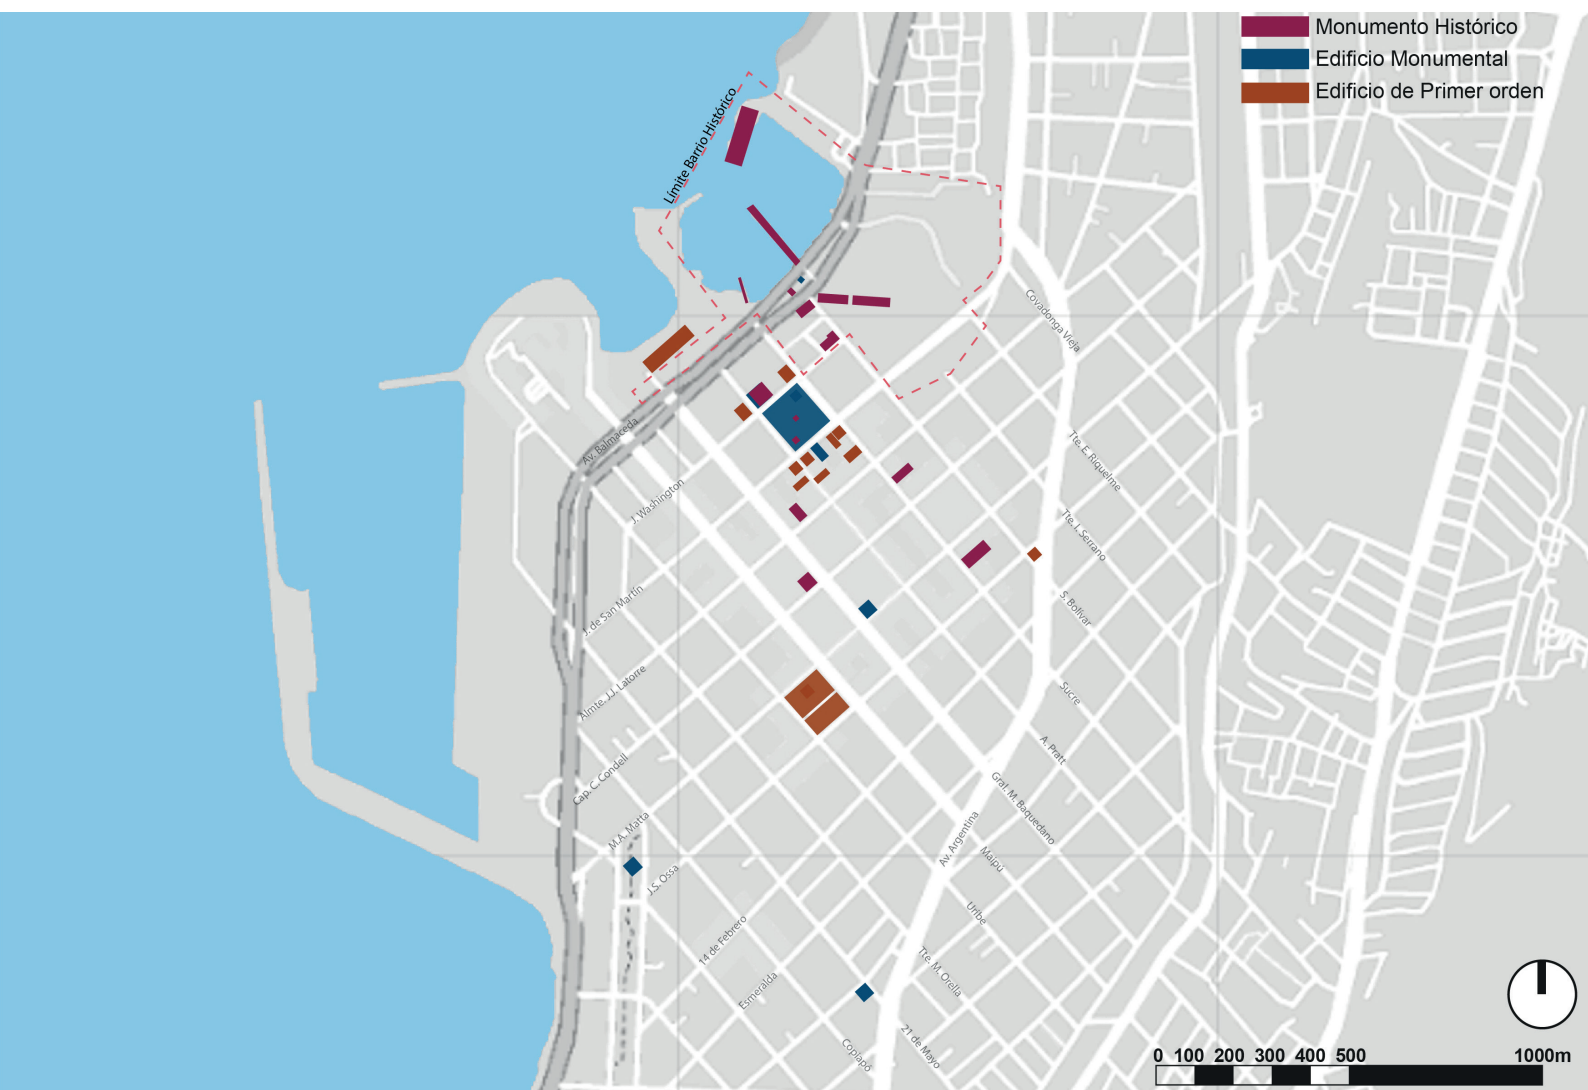 Monumento Histórico
Edificio Monumental
Edificio de Primer orden
Límite Barrio Histórico
Covadonga Vieja
Av. Balmaceda
Tte. E. Riquelme
J. Washington
Tte. I. Serrano
J. de San Martín
S. Bolívar
Almte. J.J. Latorre
Sucre
A. Pratt
Cap. C. Condell
Gral. M. Baquedano
M.A. Matta
Av. Argentina
Maipú
J.S. Ossa
Uribe
14 de Febrero
Tte. M. Orella
Esmeralda
21 de Mayo
Copiapó
0 100 200 300 400 500 1000m